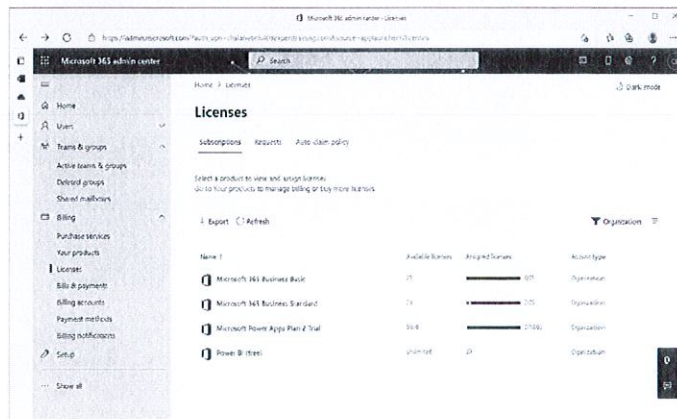 Microsoft 365 admin center - Licenses
Microsoft 365 admin center
Search
Home > Licenses
Dark mode
Home
Users
Teams & groups
Active teams & groups
Deleted groups
Shared mailboxes
Billing
Purchase services
Your products
Licenses
Bills & payments
Billing accounts
Payment methods
Billing notifications
Setup
Show all
Licenses
Subscriptions Requests Auto claim policy
Select a product to view and assign licenses.
Go to Your products to manage billing or buy more licenses.
Export Refresh
Organization
Name ↑ Available licenses Assigned licenses Account type
Microsoft 365 Business Basic Organization
Microsoft 365 Business Standard Organization
Microsoft Power Apps Plan 2 Trial Organization
Power BI (free) Unlimited Organization